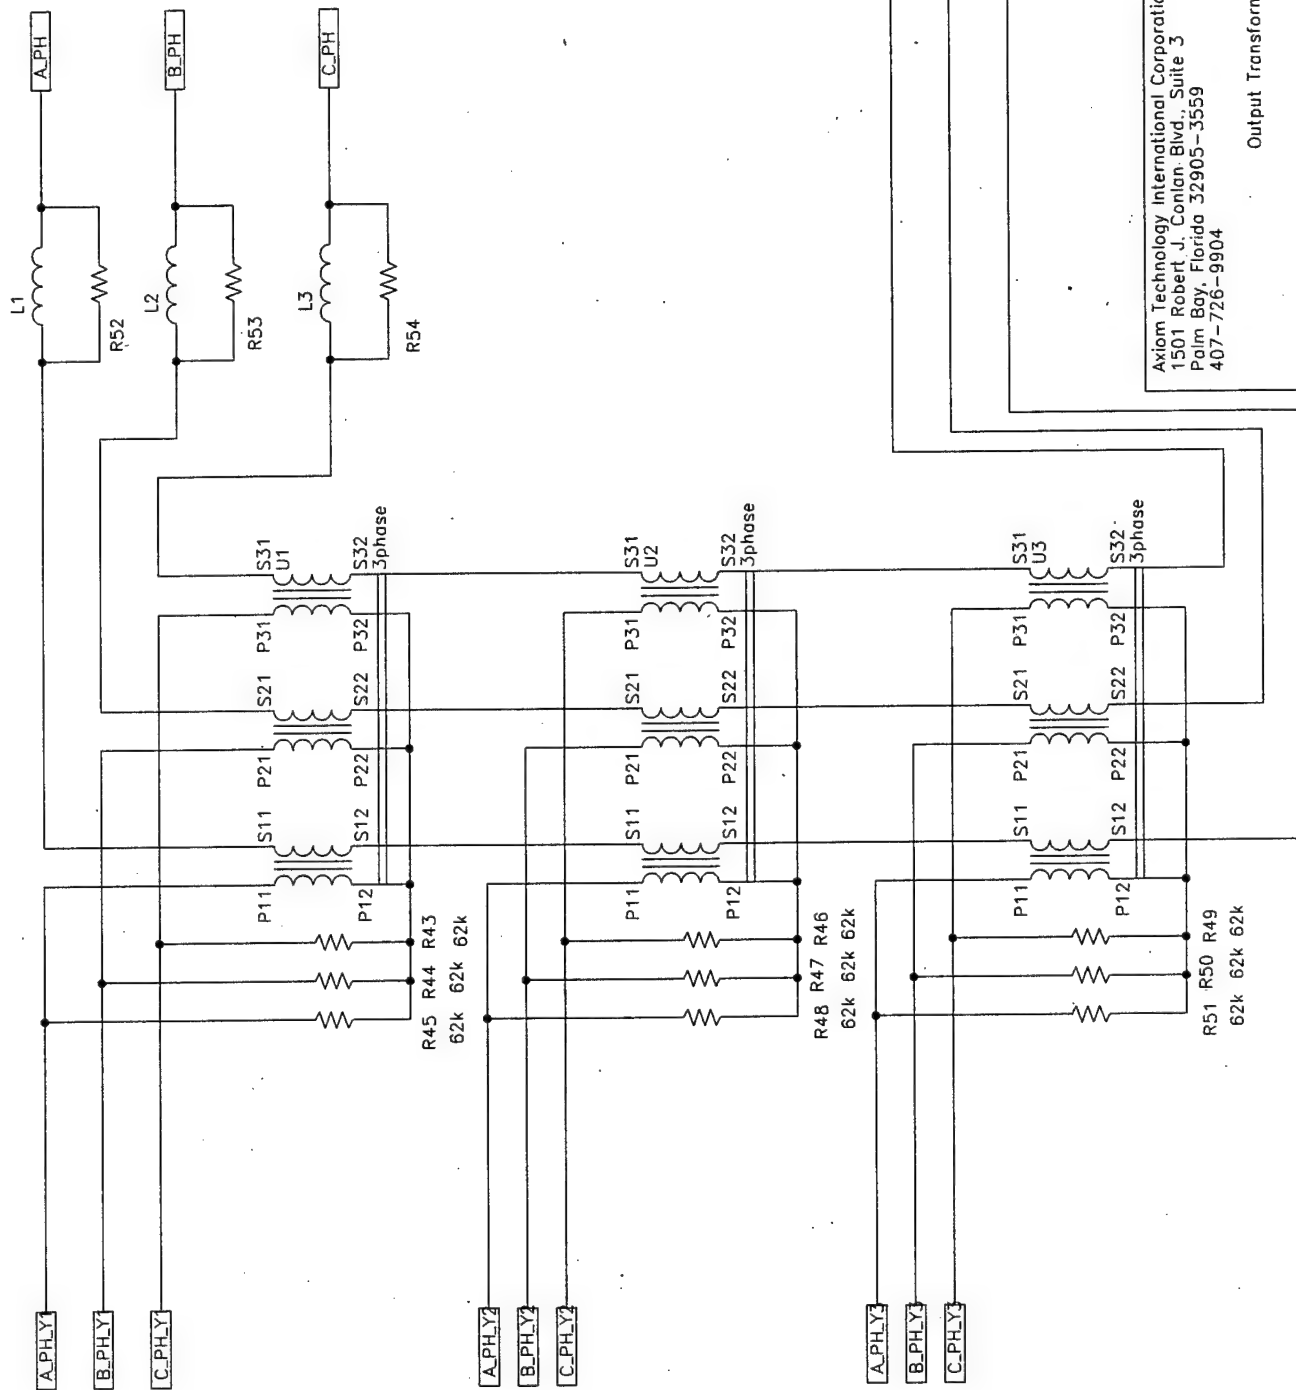 A_PH
B_PH
C_PH
L1
R52
L2
R53
L3
R54
S31
U1
P31
S32
3phase
P32
S21
P21
S22
P22
S11
P11
S12
P12
R43
62k
R44
62k
R45
62k
A_PH_Y1
B_PH_Y1
C_PH_Y1
S31
U2
P31
S32
3phase
P32
S21
P21
S22
P22
S11
P11
S12
P12
R46
62k
R47
62k
R48
62k
A_PH_Y2
B_PH_Y2
C_PH_Y2
S31
U3
P31
S32
3phase
P32
S21
P21
S22
P22
S11
P11
S12
P12
R49
62k
R50
62k
R51
62k
A_PH_Y3
B_PH_Y3
C_PH_Y3
Axiom Technology International
1501 Robert J. Conlan Blvd., Suite 3
Palm Bay, Florida 32905-3559
407-726-9904
Output